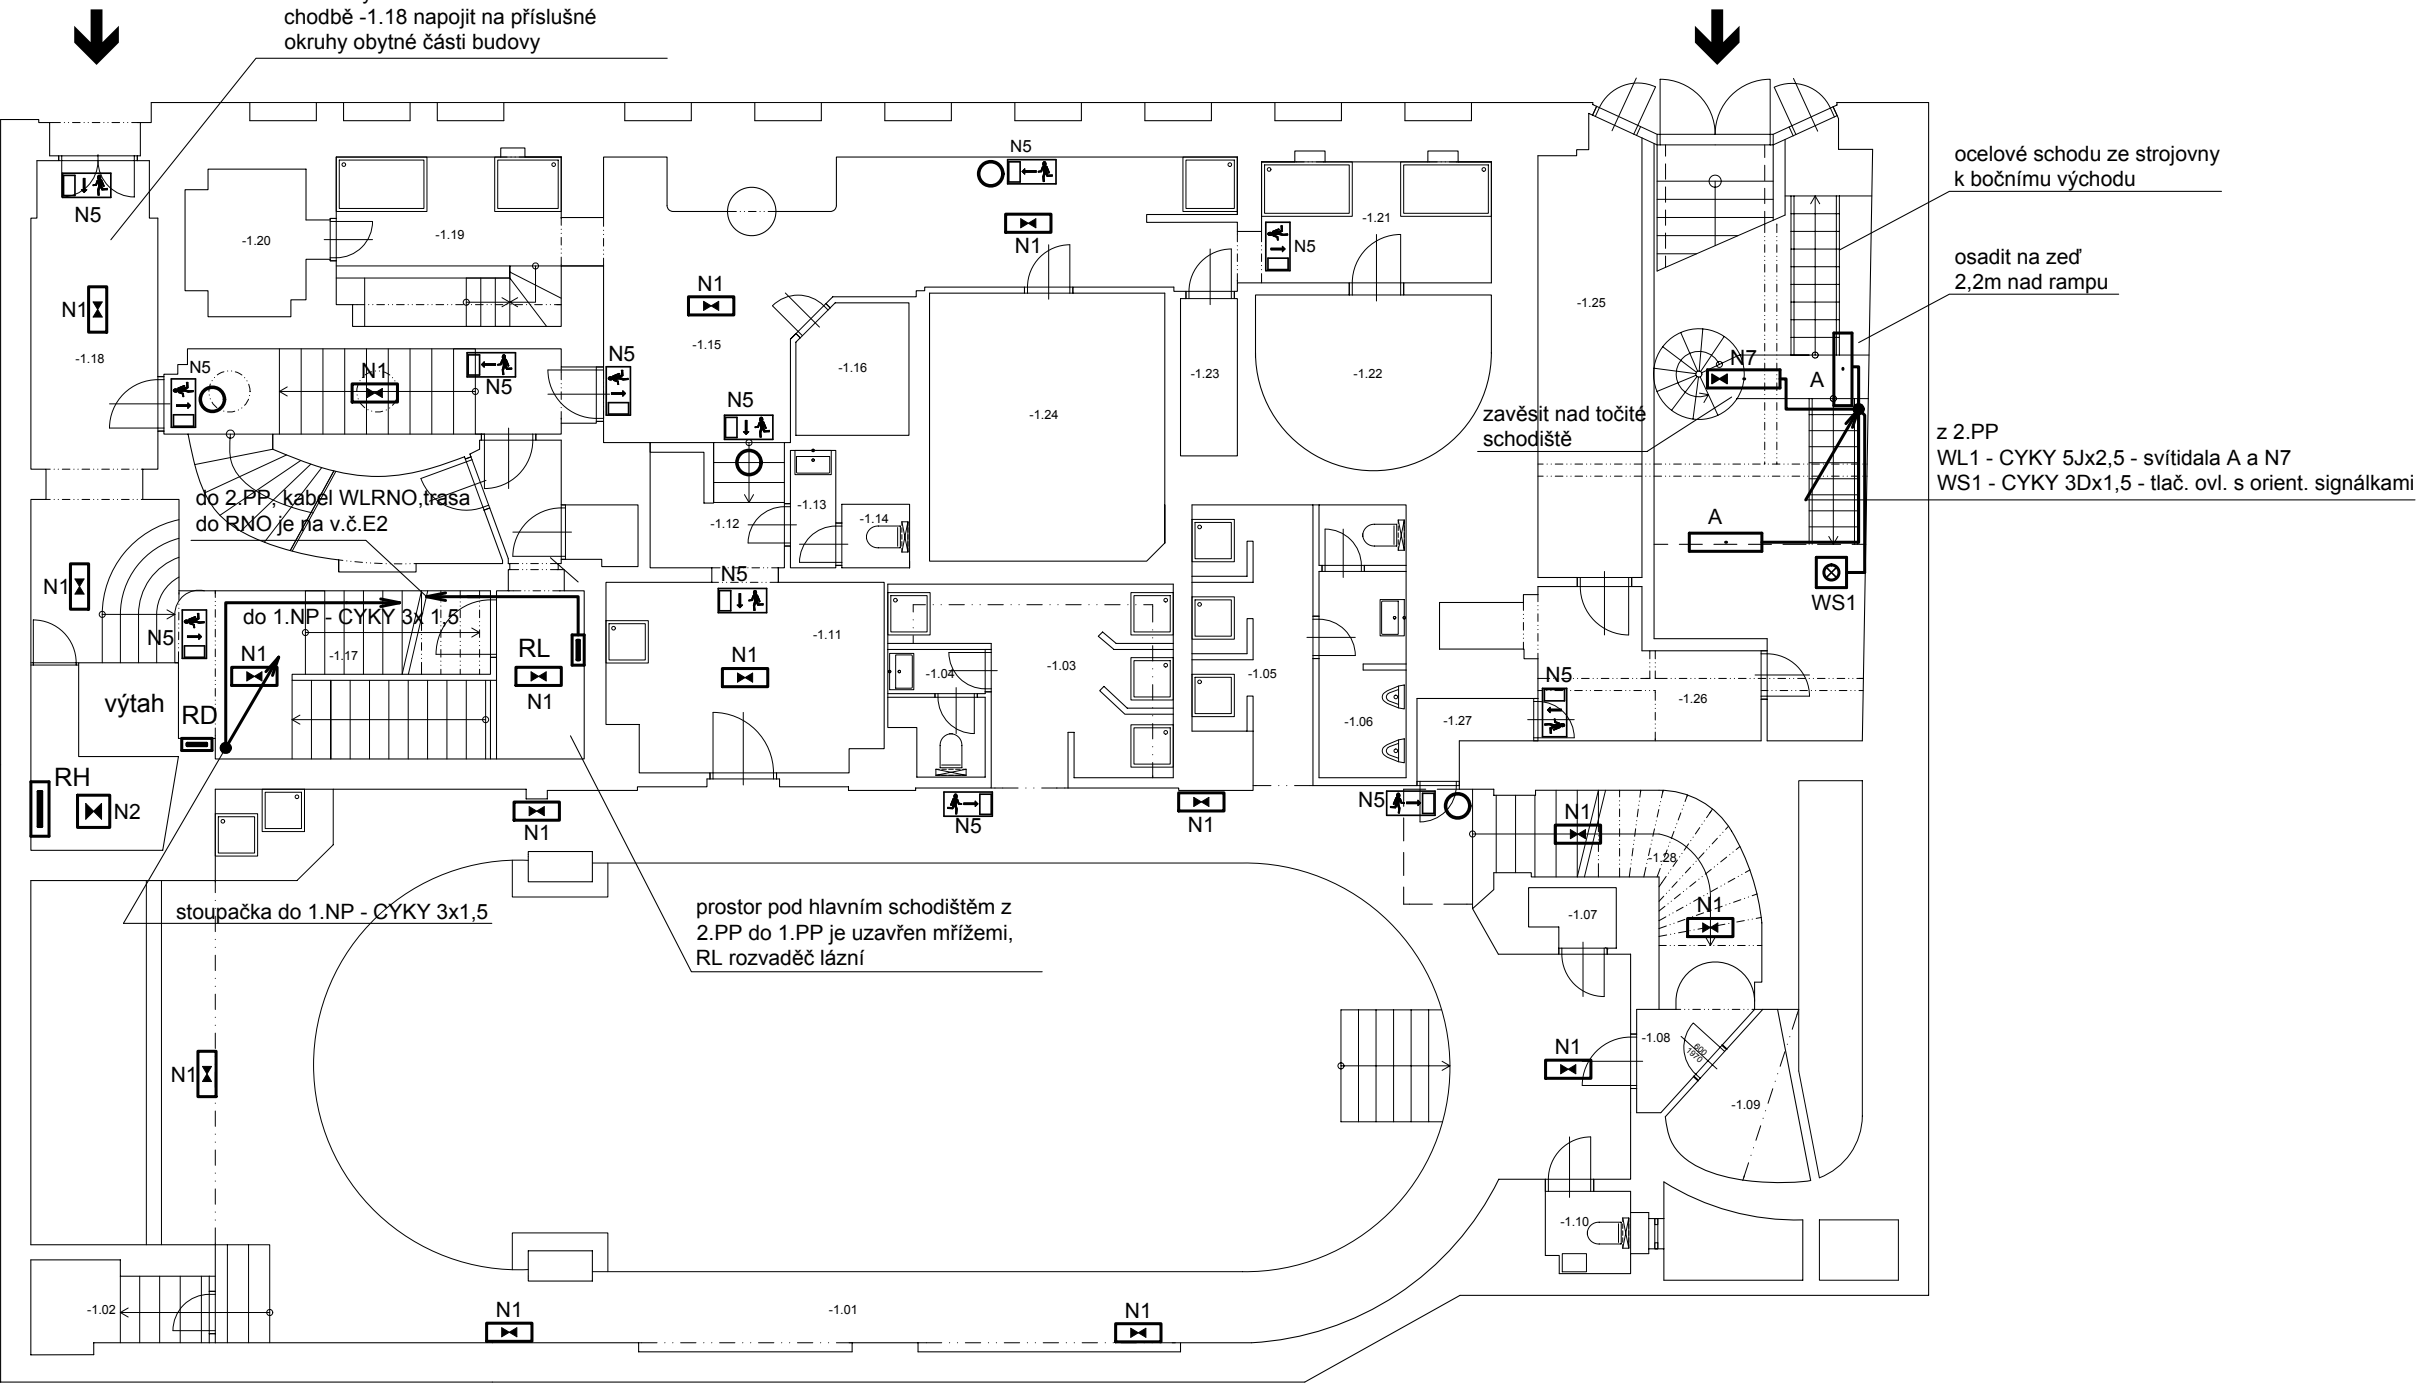 chodbě -1.18 napojit na příslušné
okruhy obytné části budovy
ocelové schodu ze strojovny
k bočnímu východu
osadit na zeď
2,2m nad rampu
N5
N5
-1.20
-1.19
N1
-1.21
N5
N1
N1
-1.18
-1.15
-1.25
N5
N1
N5
N5
-1.16
-1.23
-1.22
N7
A
-1.24
N5
zavěsit nad točité
schodiště
z 2.PP
WL1 - CYKY 5Jx2,5 - svítidala A a N7
WS1 - CYKY 3Dx1,5 - tlač. ovl. s orient. signálkami
do 2.PP, kabel WLRNO,trasa
do RNO je na v.č.E2
-1.12
-1.13
-1.14
A
WS1
N1
N5
do 1.NP - CYKY 3x 1,5
N5
N1
-1.17
RL
N1
-1.11
N1
-1.04
-1.03
-1.05
-1.06
-1.27
N5
-1.26
výtah
RD
RH
N2
N1
N5
N1
N5
N1
-1.28
stoupačka do 1.NP - CYKY 3x1,5
prostor pod hlavním schodištěm z
2.PP do 1.PP je uzavřen mřížemi,
RL rozvaděč lázní
-1.07
N1
N1
N1
-1.08
600
1970
-1.09
-1.10
-1.02
N1
-1.01
N1